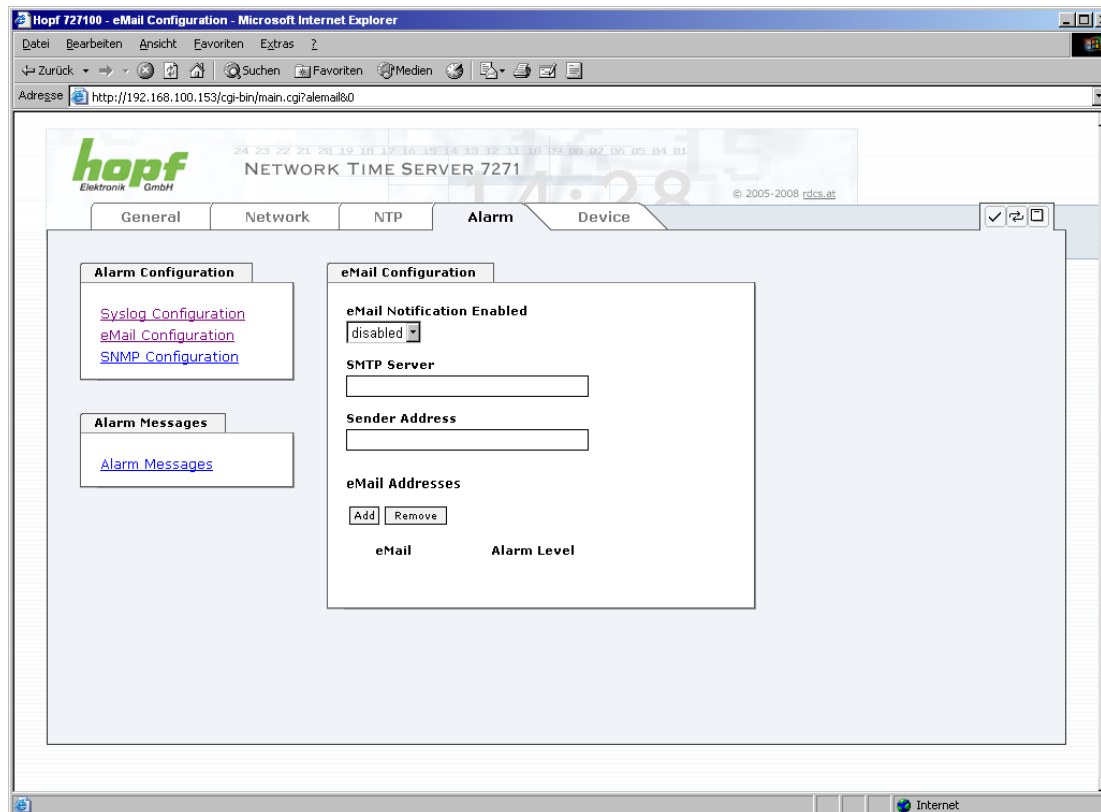 Hopf 727100 - eMail Configuration - Microsoft Internet Explorer
Datei Bearbeiten Ansicht Favoriten Extras ?
Zurück Suchen Favoriten Medien
Adresse http://192.168.100.153/cgi-bin/main.cgi?alemail&0
24 23 22 21 20 19 18 17 16 15 14 13 12 11 10 09 08 07 06 05 04 01
hopf
Elektronik GmbH
NETWORK TIME SERVER 7271
14:28
© 2005-2008 rdcs.at
General Network NTP Alarm Device
Alarm Configuration
Syslog Configuration
eMail Configuration
SNMP Configuration
Alarm Messages
Alarm Messages
eMail Configuration
eMail Notification Enabled
disabled
SMTP Server
Sender Address
eMail Addresses
Add Remove
eMail Alarm Level
Internet